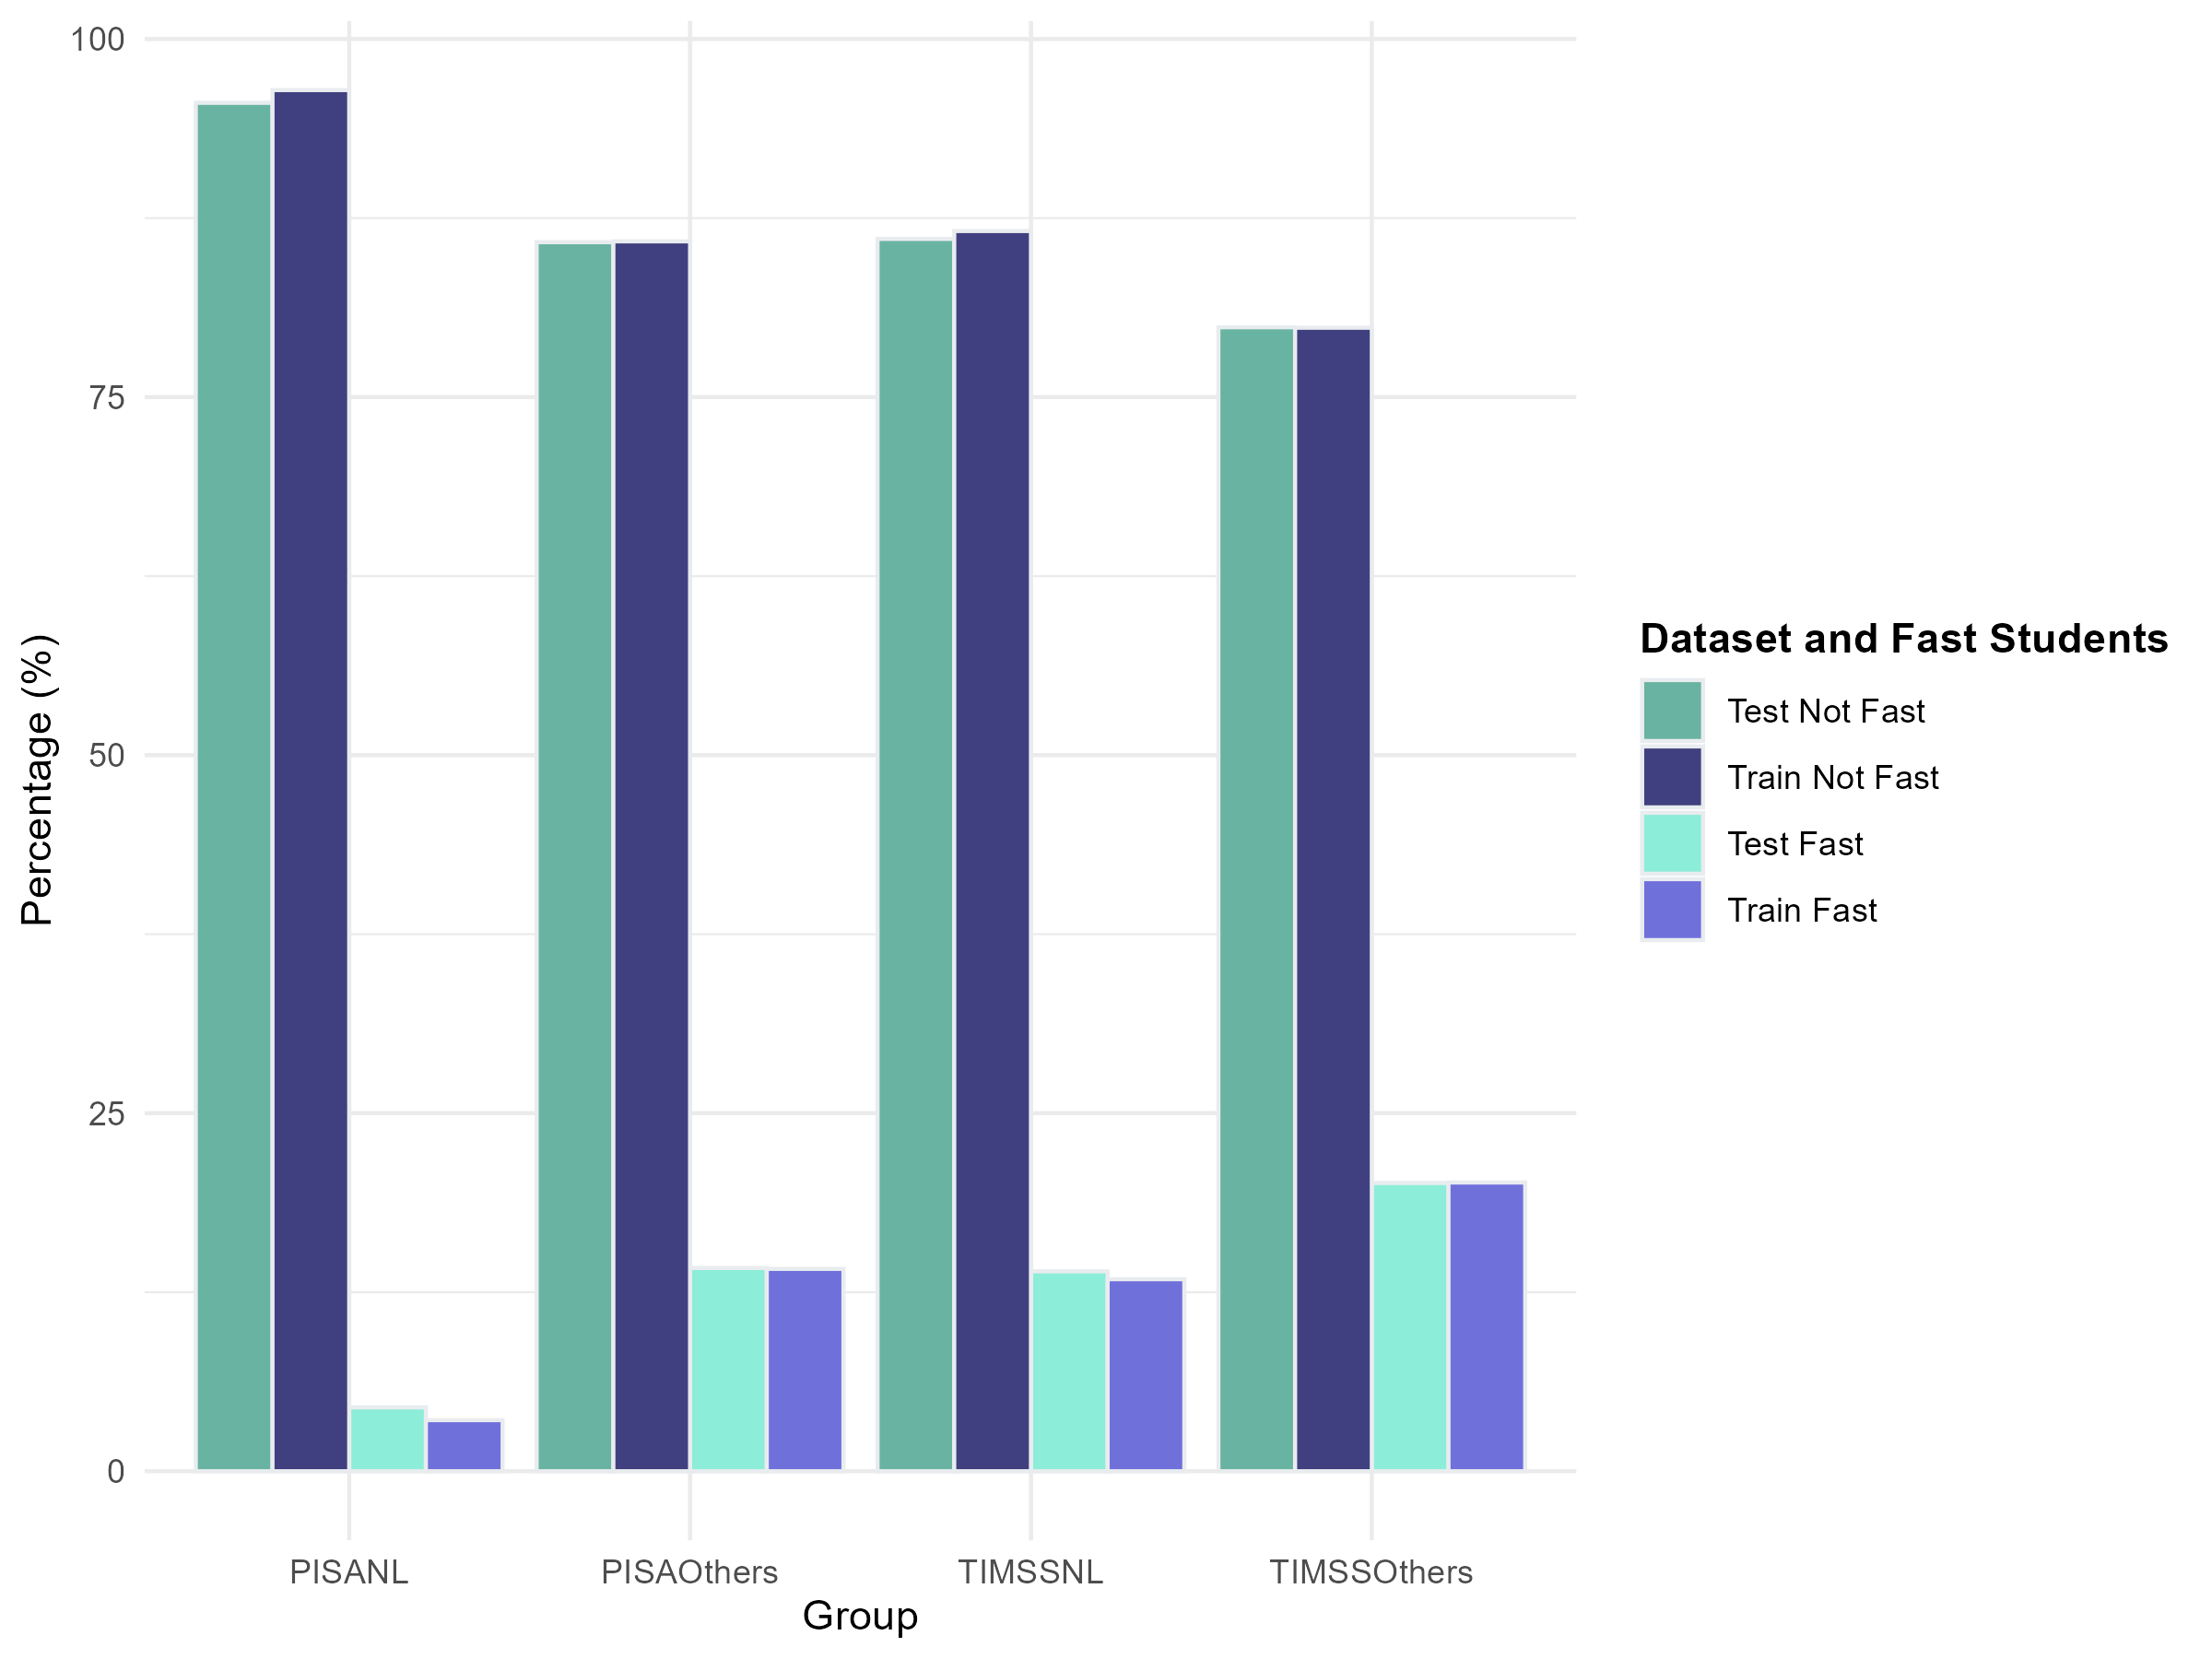 100
75
50
25
0
Percentage (%)
PISANL
PISAOthers
TIMSSNL
TIMSSOthers
Group
Dataset and Fast Students
Test Not Fast
Train Not Fast
Test Fast
Train Fast